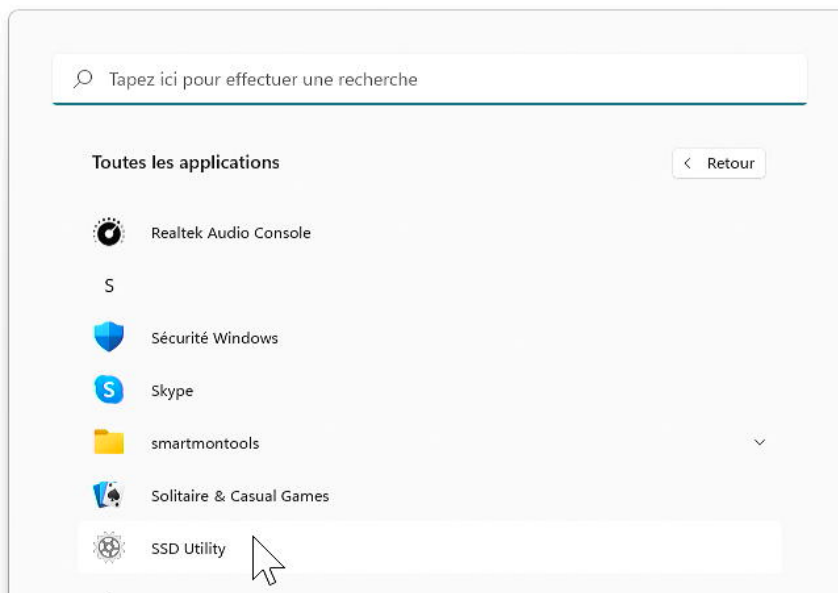 Tapez ici pour effectuer une recherche
Toutes les applications
Retour
Realtek Audio Console
S
Sécurité Windows
Skype
smartmontools
Solitaire & Casual Games
SSD Utility